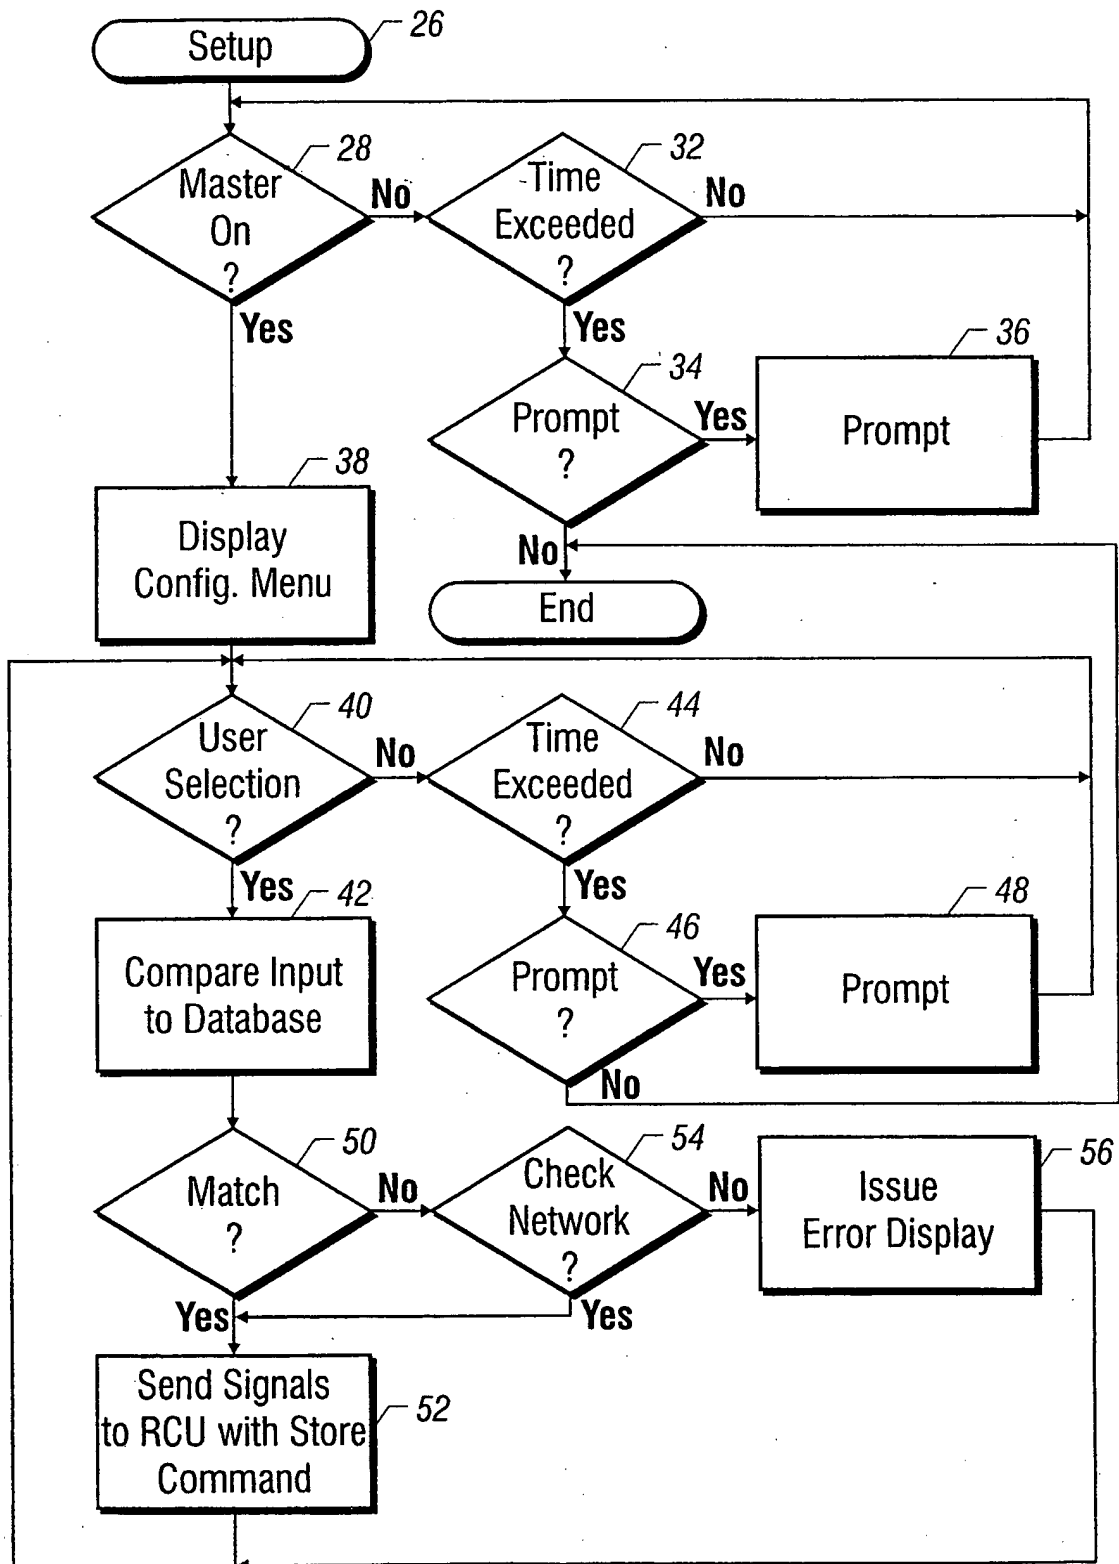 Setup
26
28
Master
On
?
No
Yes
32
Time
Exceeded
?
No
Yes
34
Prompt
?
Yes
No
36
Prompt
38
Display
Config. Menu
End
40
User
Selection
?
No
Yes
44
Time
Exceeded
?
No
Yes
42
Compare Input
to Database
46
Prompt
?
Yes
No
48
Prompt
50
Match
?
No
Yes
54
Check
Network
?
No
Yes
56
Issue
Error Display
Send Signals
to RCU with Store
Command
52